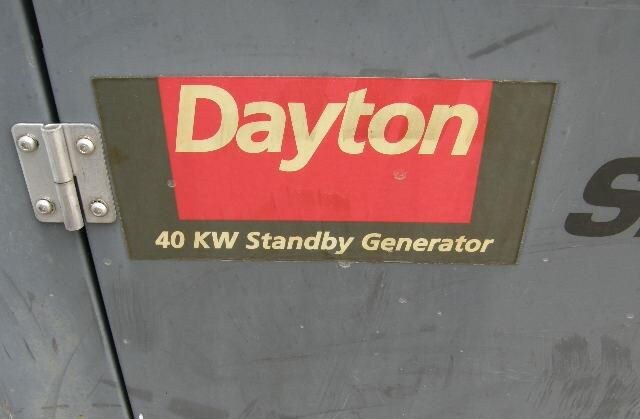 Dayton
40 KW Standby Generator